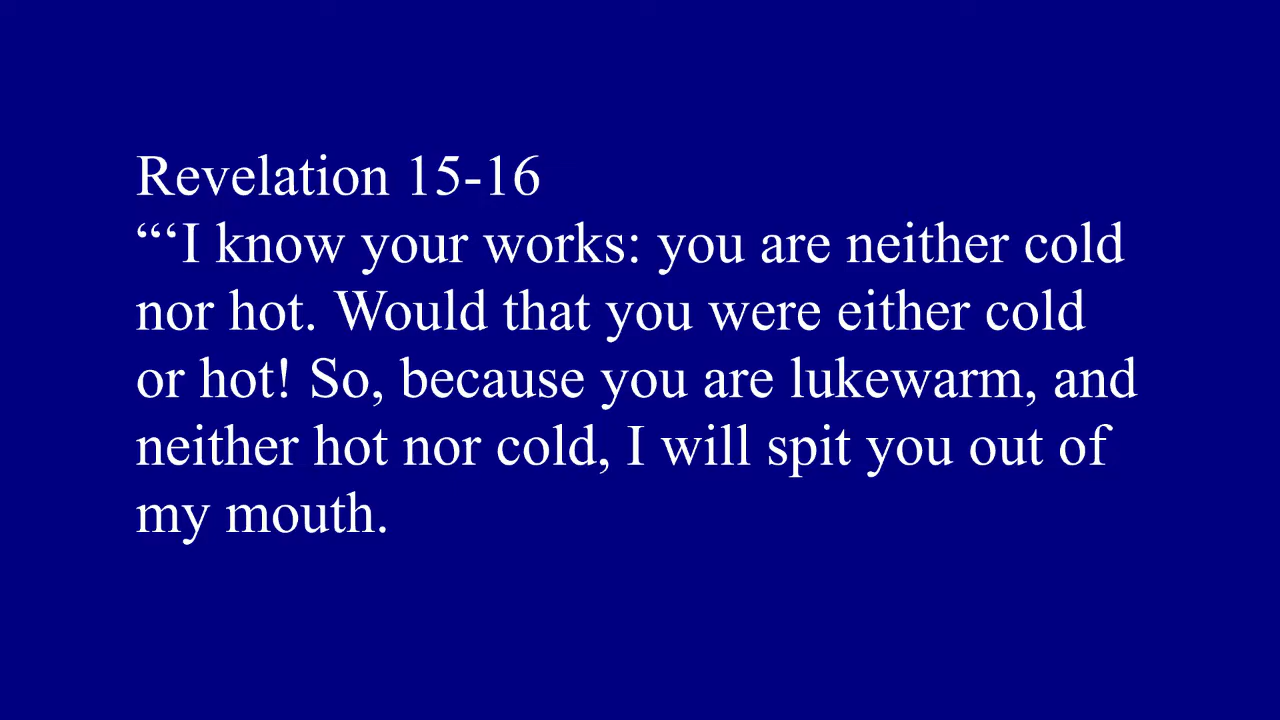 Revelation 15-16
“‘I know your works: you are neither cold
nor hot. Would that you were either cold
or hot! So, because you are lukewarm, and
neither hot nor cold, I will spit you out of
my mouth.